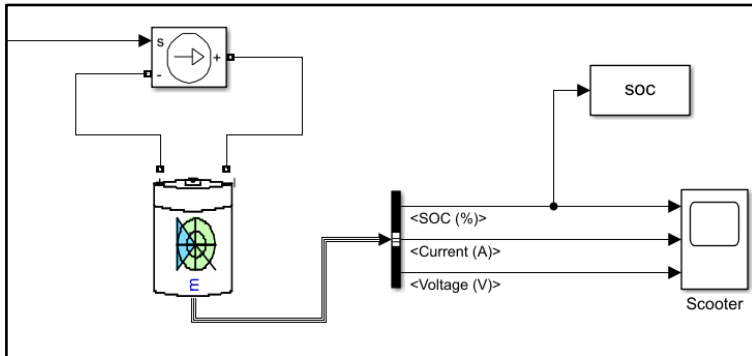 s
+
-
SOC
m
<SOC (%)>
<Current (A)>
<Voltage (V)>
Scooter